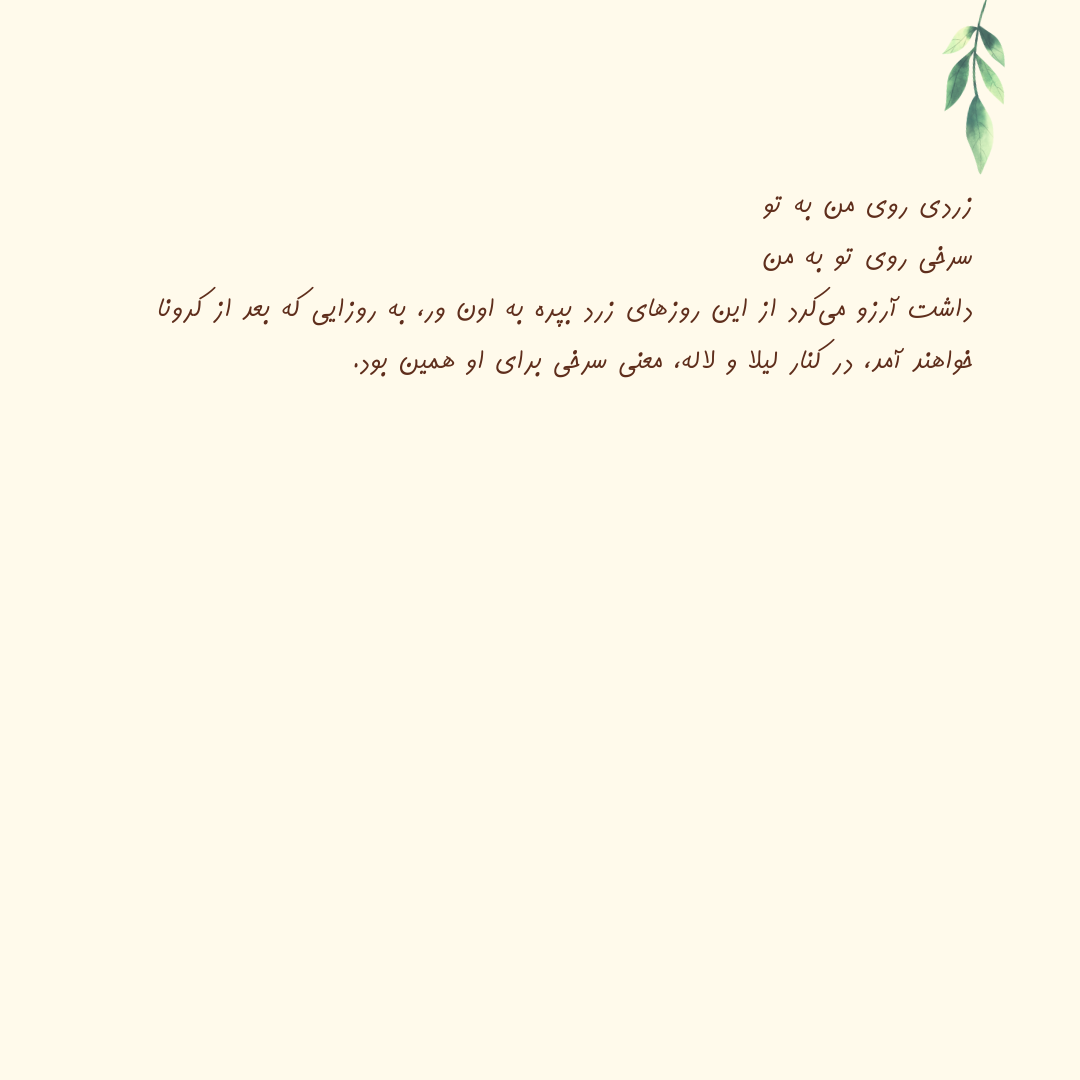 زردی روی من به تو
سرخی روی تو به من
داشت آرزو می‌کرد از این روزهای زرد بپره به اون ور، به روزایی که بعد از کرونا
خواهند آمد، در کنار لیلا و لاله، معنی سرخی برای او همین بود.